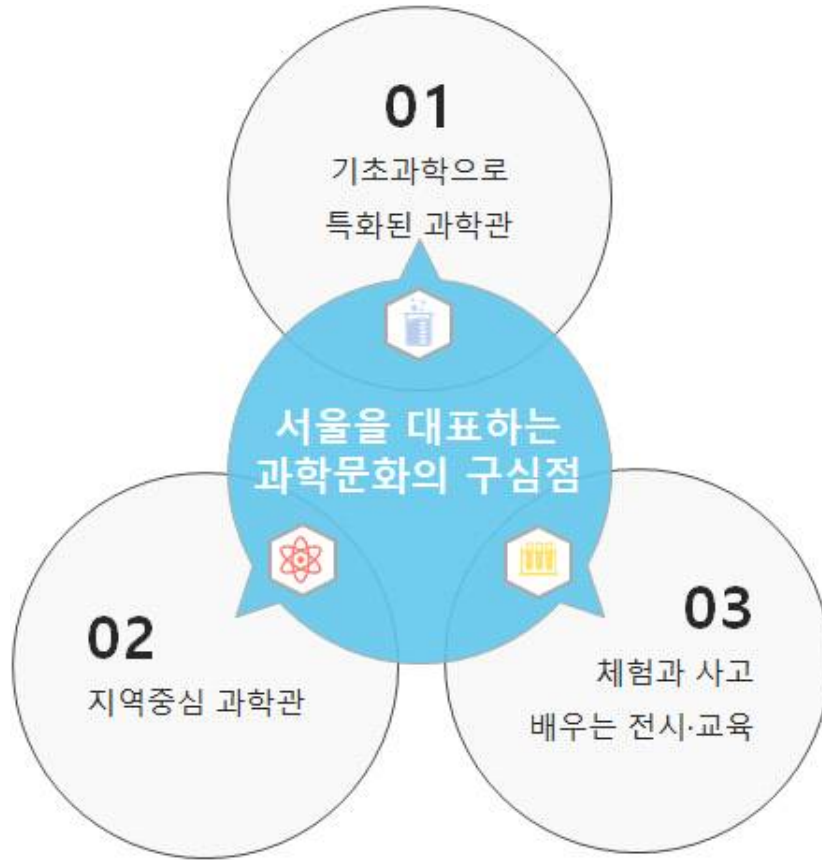 01
기초과학으로
특화된 과학관
서울을 대표하는
과학문화의 구심점
02
지역중심 과학관
03
체험과 사고
배우는 전시·교육